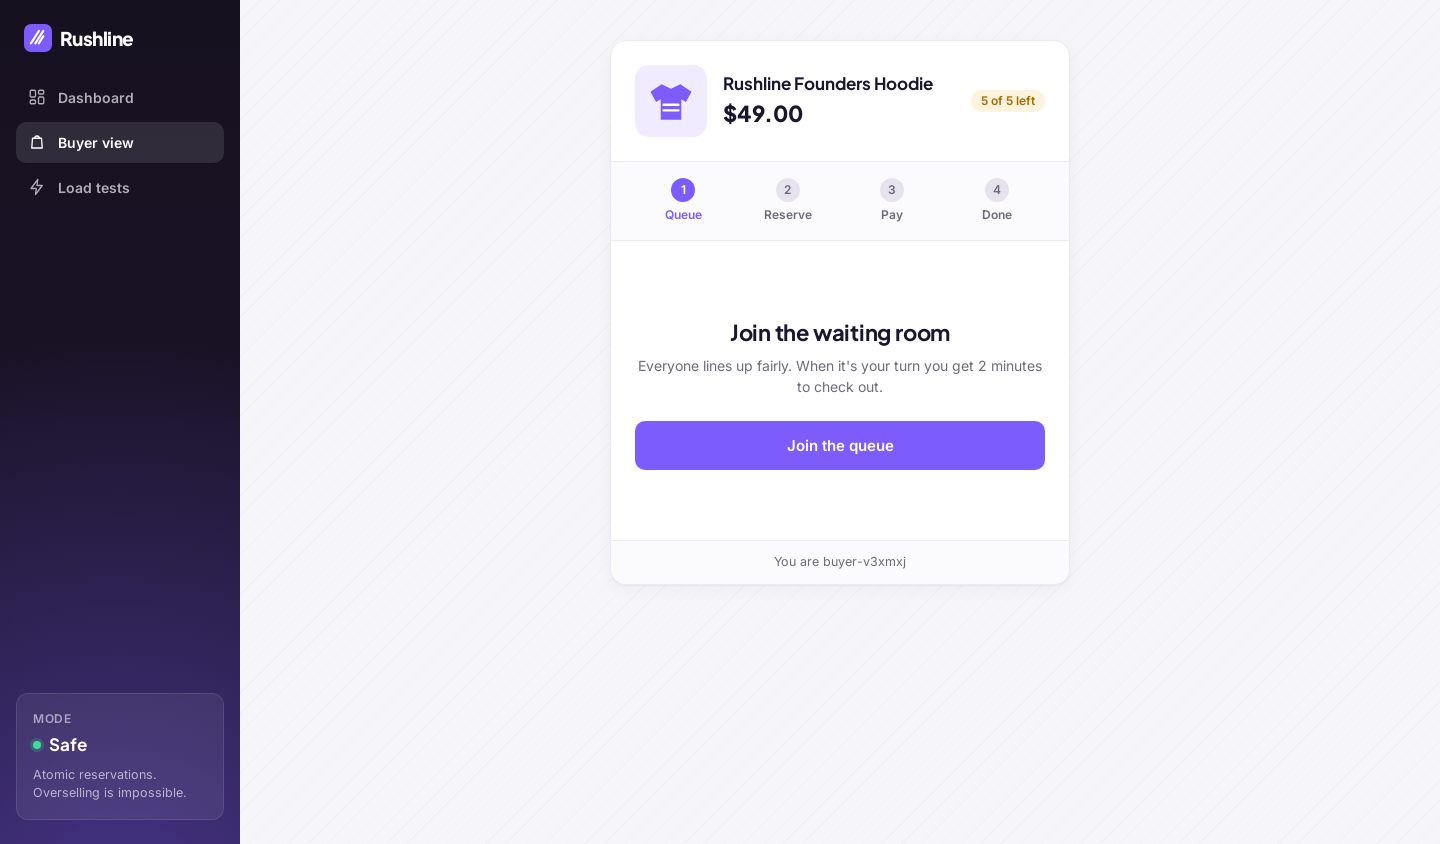 Rushline
Dashboard
Buyer view
Load tests
MODE
Safe
Atomic reservations.
Overselling is impossible.
Rushline Founders Hoodie
$49.00
5 of 5 left
1
Queue
2
Reserve
3
Pay
4
Done
Join the waiting room
Everyone lines up fairly. When it's your turn you get 2 minutes
to check out.
Join the queue
You are buyer-v3xmxj